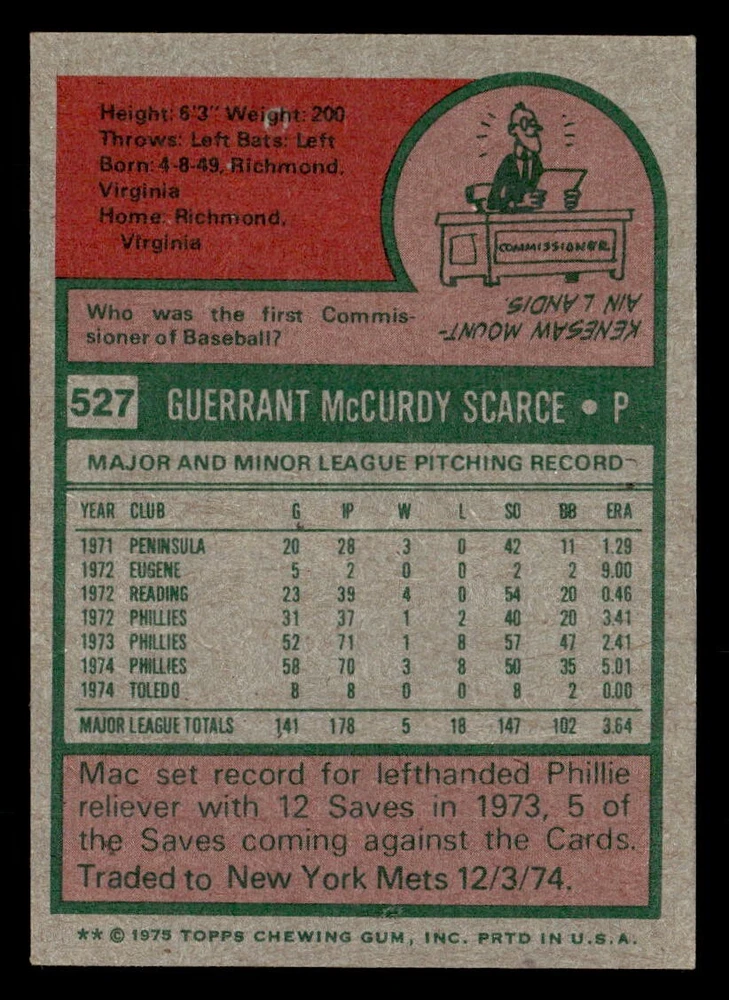 Height: 6'3" Weight: 200
Throws: Left Bats: Left
Born: 4-8-49, Richmond,
Virginia
Home: Richmond,
Virginia
COMMISSIONER
Who was the first Commis-
sioner of Baseball?
KENESAW MOUNT-
AIN LANDIS.
527 GUERRANT McCURDY SCARCE • P
MAJOR AND MINOR LEAGUE PITCHING RECORD
YEAR CLUB G IP W L SO BB ERA
1971 PENINSULA 20 28 3 0 42 11 1.29
1972 EUGENE 5 2 0 0 2 2 9.00
1972 READING 23 39 4 0 54 20 0.46
1972 PHILLIES 31 37 1 2 40 20 3.41
1973 PHILLIES 52 71 1 8 57 47 2.41
1974 PHILLIES 58 70 3 8 50 35 5.01
1974 TOLEDO 8 8 0 0 8 2 0.00
MAJOR LEAGUE TOTALS 141 178 5 18 147 102 3.64
Mac set record for lefthanded Phillie
reliever with 12 Saves in 1973, 5 of
the Saves coming against the Cards.
Traded to New York Mets 12/3/74.
** © 1975 TOPPS CHEWING GUM, INC. PRTD IN U.S.A.